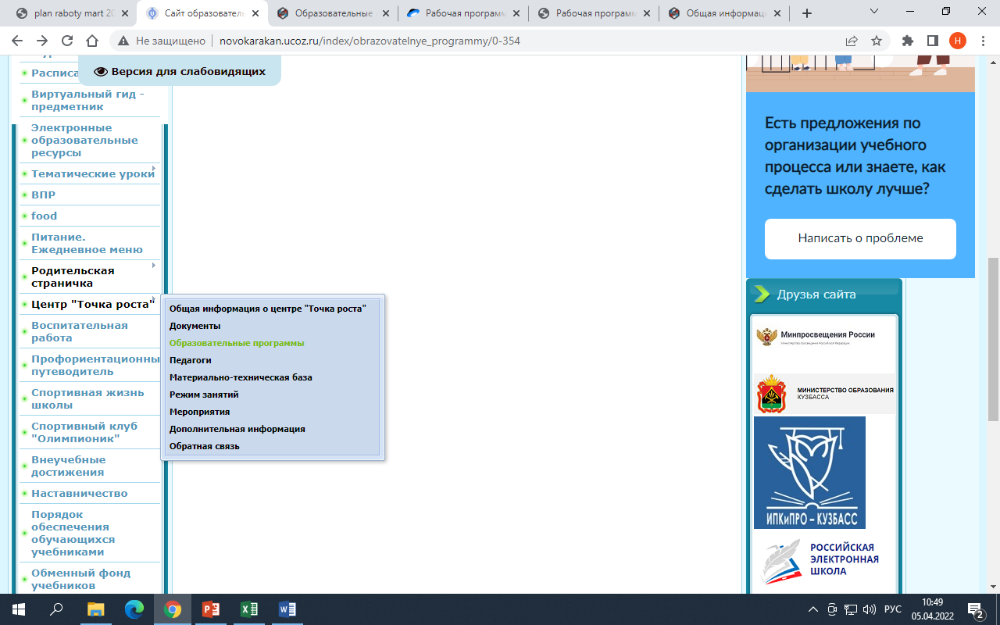 plan raboty mart 20
Сайт образователь
Образовательные
Рабочая программ
Рабочая программ
Общая информаци
Не защищено
novokarakan.ucoz.ru/index/obrazovatelnye_programmy/0-354
Н
Версия для слабовидящих
Расписа
Виртуальный гид -
предметник
Электронные
образовательные
ресурсы
Тематические уроки
ВПР
food
Питание.
Ежедневное меню
Родительская
страничка
Центр "Точка роста"
Воспитательная
работа
Профориентационны
путеводитель
Спортивная жизнь
школы
Спортивный клуб
"Олимпионик"
Внеучебные
достижения
Наставничество
Порядок
обеспечения
обучающихся
учебниками
Обменный фонд
учебников
Общая информация о центре "Точка роста"
Документы
Образовательные программы
Педагоги
Материально-техническая база
Режим занятий
Мероприятия
Дополнительная информация
Обратная связь
Есть предложения по
организации учебного
процесса или знаете, как
сделать школу лучше?
Написать о проблеме
Друзья сайта
Минпросвещения России
МИНИСТЕРСТВО ОБРАЗОВАНИЯ
КУЗБАССА
ИПКиПРО – КУЗБАСС
РОССИЙСКАЯ
ЭЛЕКТРОННАЯ
ШКОЛА
РУС
10:49
05.04.2022
2